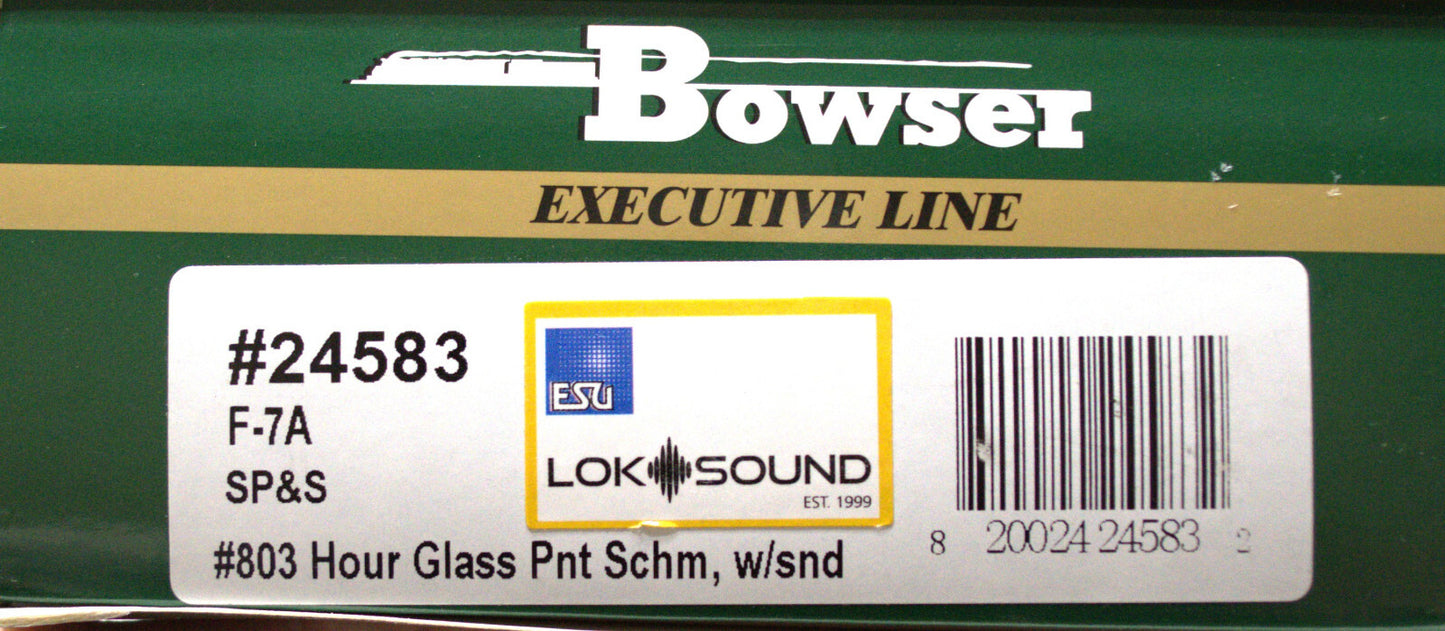 Bowser
EXECUTIVE LINE
#24583
F-7A
SP&S
#803 Hour Glass Pnt Schm, w/snd
ESU
LOK SOUND
EST. 1999
8 20024 24583 2